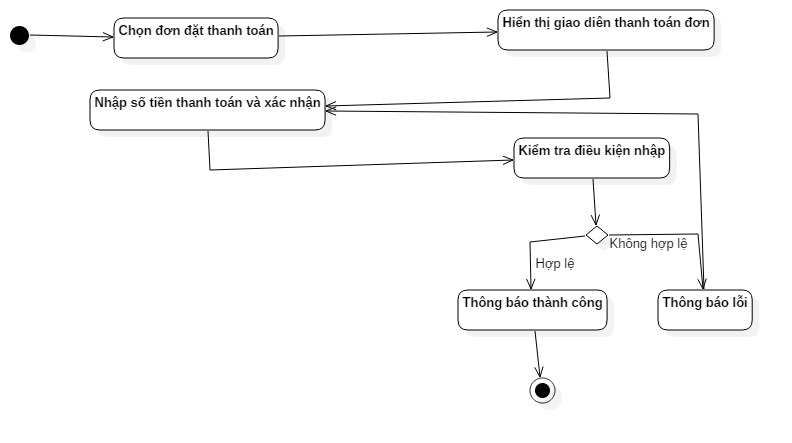 Chọn đơn đặt thanh toán
Hiển thị giao diên thanh toán đơn
Nhập số tiền thanh toán và xác nhận
Kiểm tra điều kiện nhập
Không hợp lệ
Hợp lệ
Thông báo thành công
Thông báo lỗi